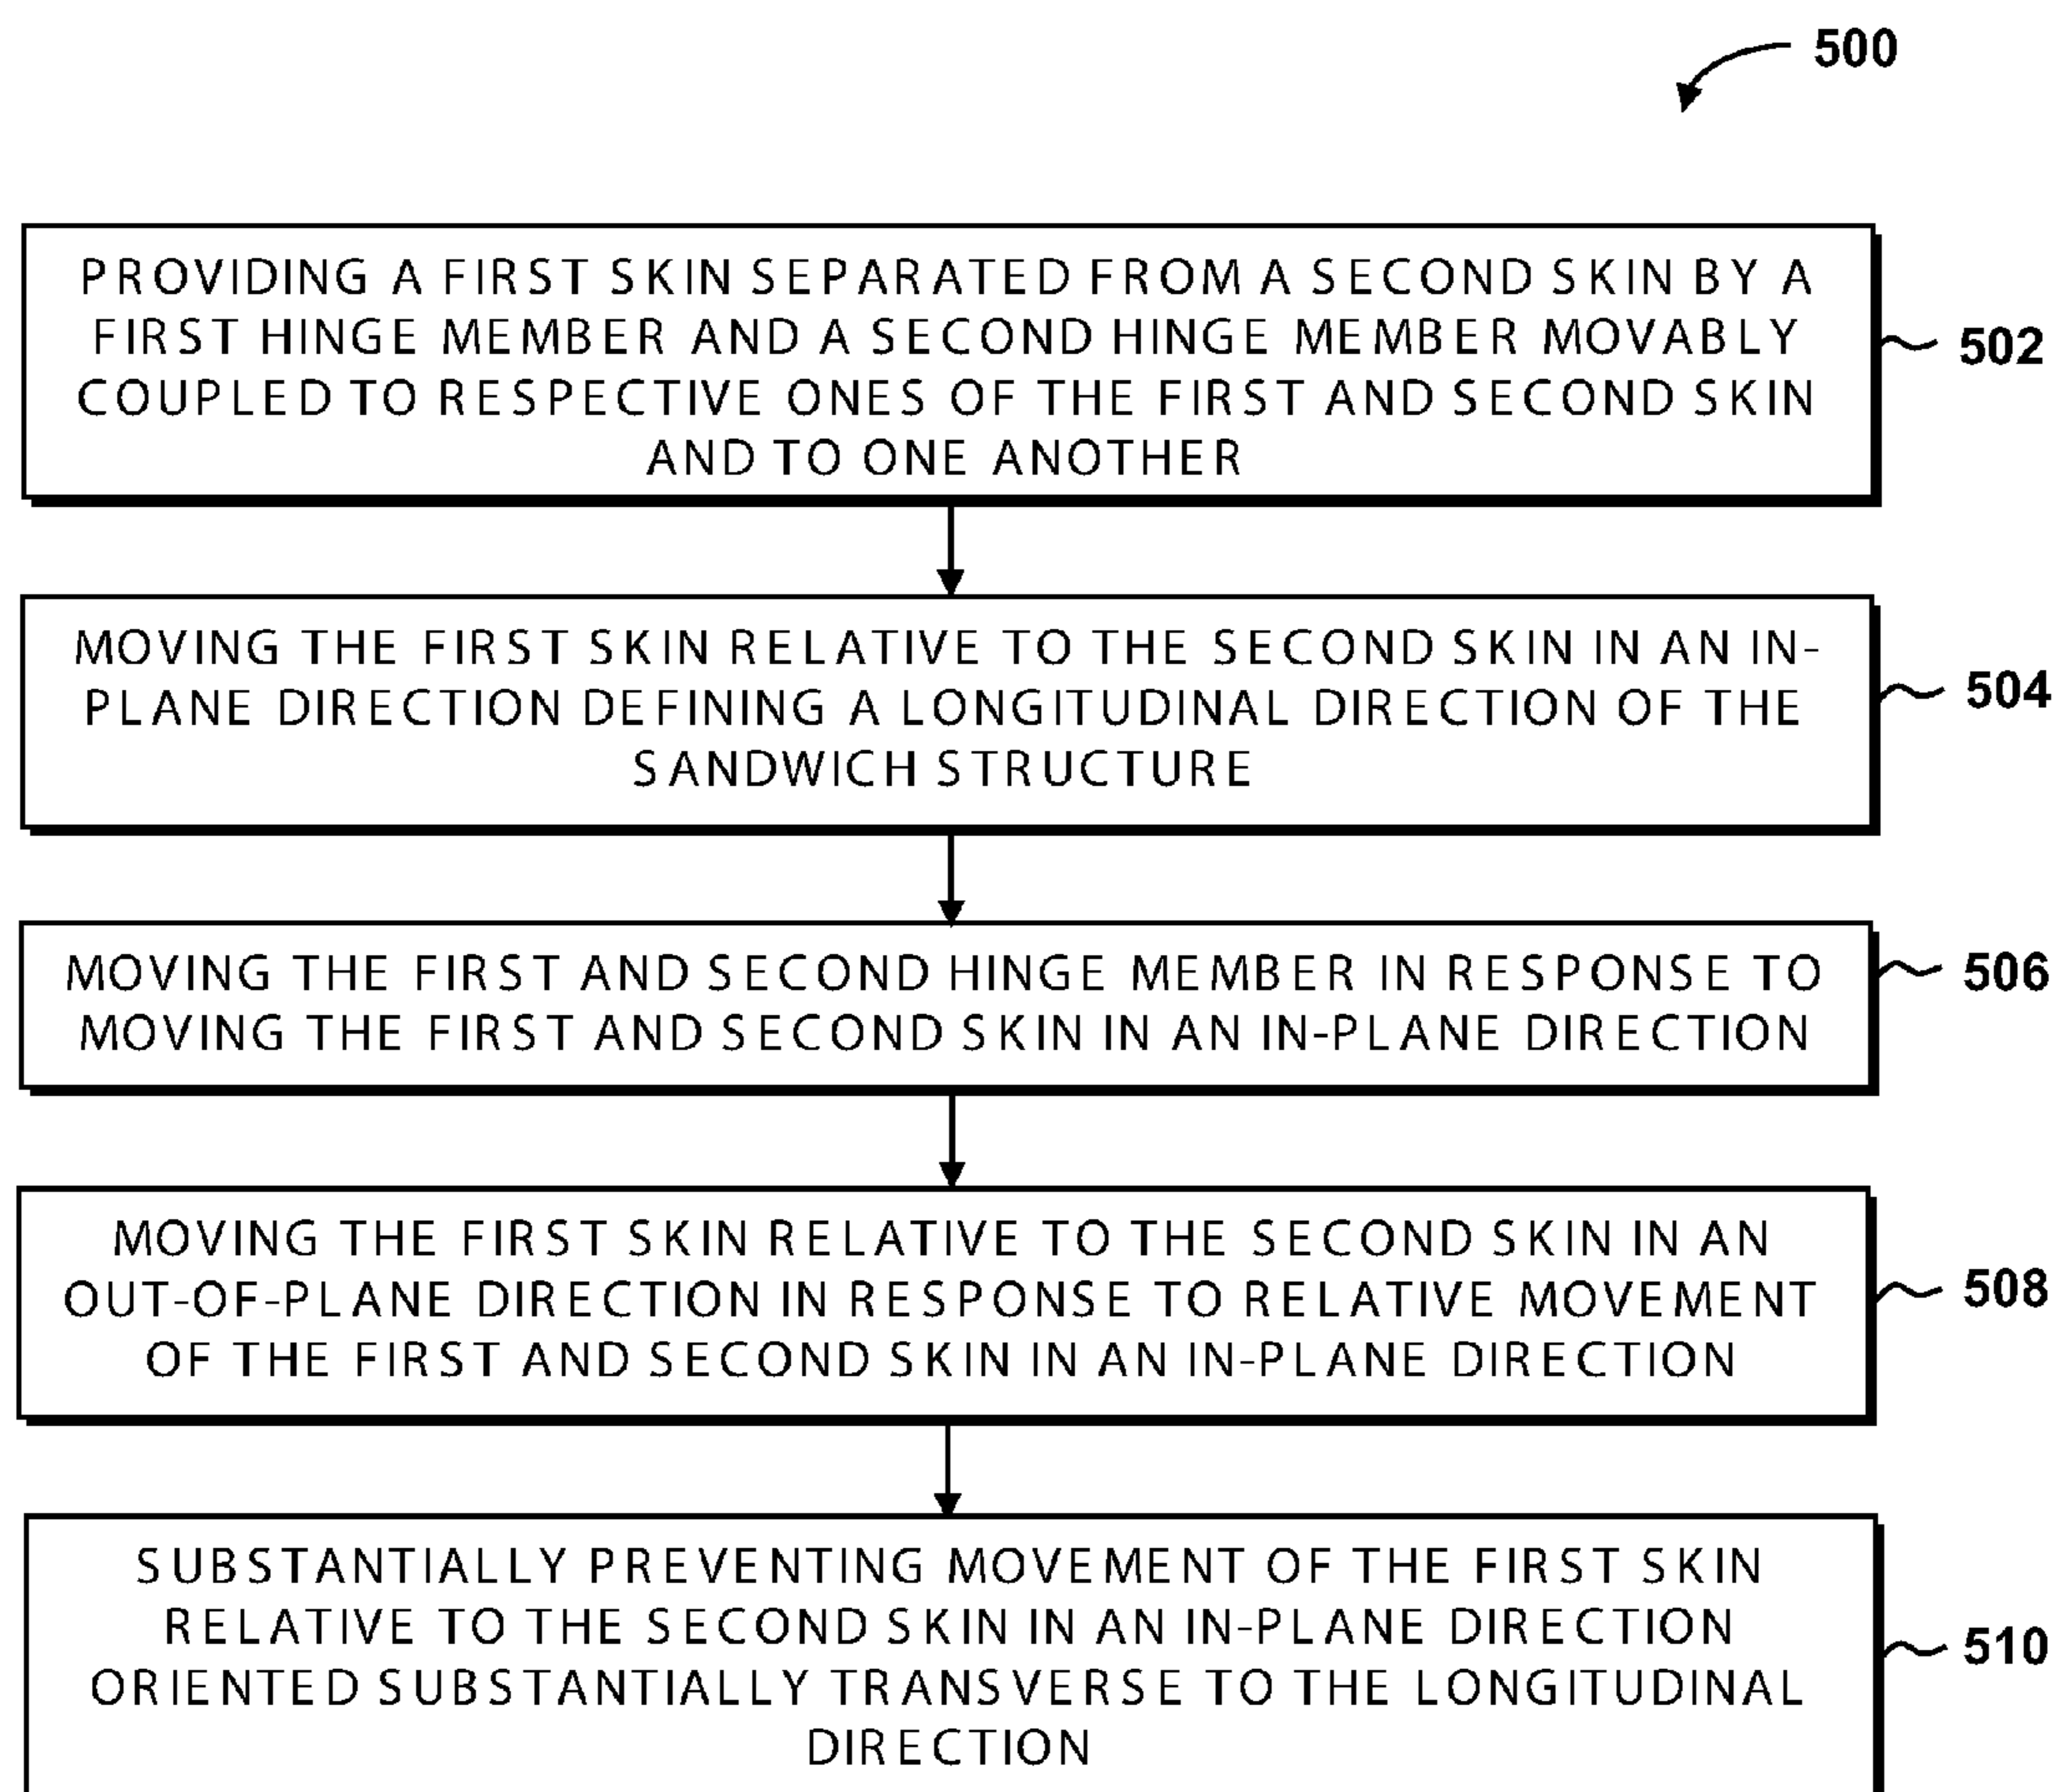 500
PROVIDING A FIRST SKIN SEPARATED FROM A SECOND SKIN BY A
FIRST HINGE MEMBER AND A SECOND HINGE MEMBER MOVABLY
COUPLED TO RESPECTIVE ONES OF THE FIRST AND SECOND SKIN
AND TO ONE ANOTHER
502
MOVING THE FIRST SKIN RELATIVE TO THE SECOND SKIN IN AN IN-
PLANE DIRECTION DEFINING A LONGITUDINAL DIRECTION OF THE
SANDWICH STRUCTURE
504
MOVING THE FIRST AND SECOND HINGE MEMBER IN RESPONSE TO
MOVING THE FIRST AND SECOND SKIN IN AN IN-PLANE DIRECTION
506
MOVING THE FIRST SKIN RELATIVE TO THE SECOND SKIN IN AN
OUT-OF-PLANE DIRECTION IN RESPONSE TO RELATIVE MOVEMENT
OF THE FIRST AND SECOND SKIN IN AN IN-PLANE DIRECTION
508
SUBSTANTIALLY PREVENTING MOVEMENT OF THE FIRST SKIN
RELATIVE TO THE SECOND SKIN IN AN IN-PLANE DIRECTION
ORIENTED SUBSTANTIALLY TRANSVERSE TO THE LONGITUDINAL
DIRECTION
510